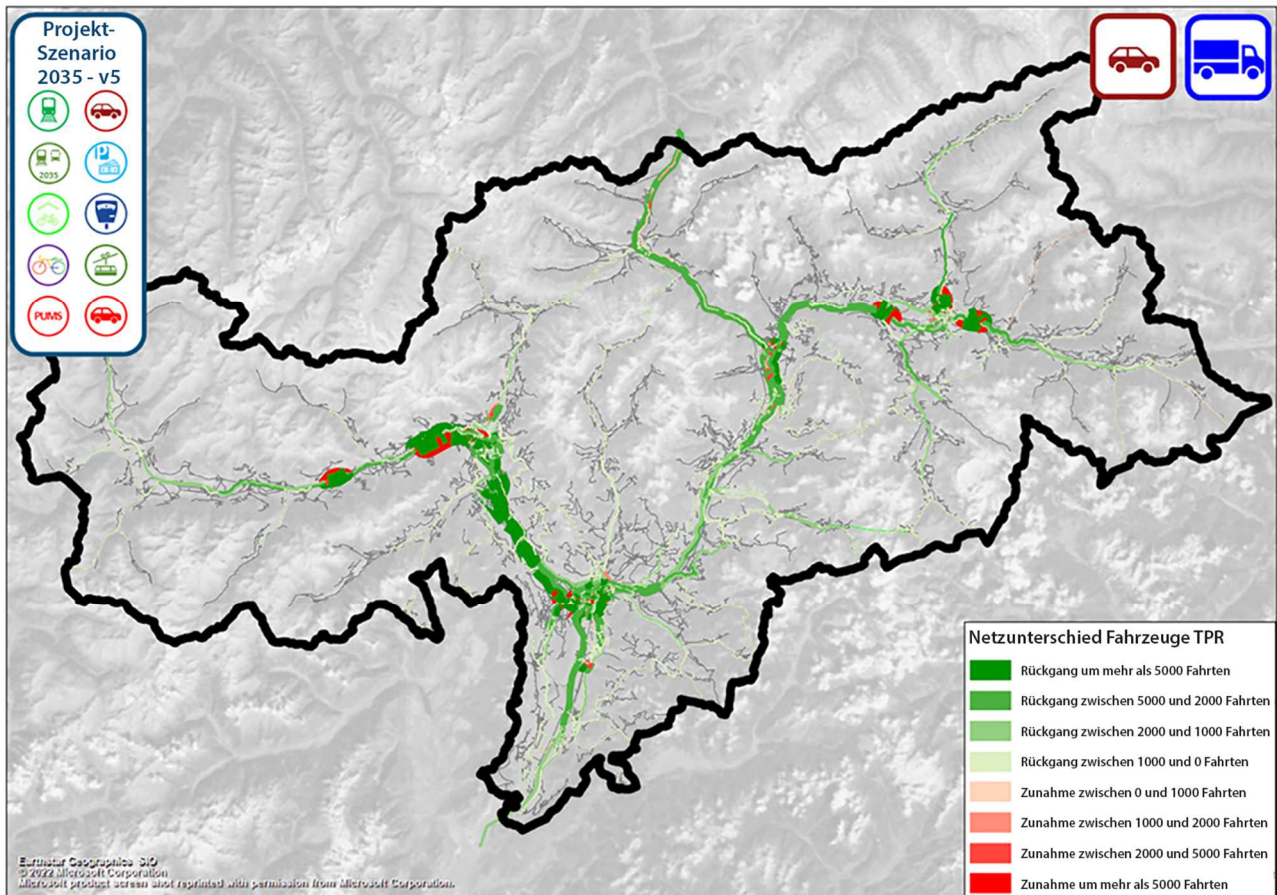 Projekt-
Szenario
2035 - v5
P
2035
PUMS
Netzunterschied Fahrzeuge TPR
Rückgang um mehr als 5000 Fahrten
Rückgang zwischen 5000 und 2000 Fahrten
Rückgang zwischen 2000 und 1000 Fahrten
Rückgang zwischen 1000 und 0 Fahrten
Zunahme zwischen 0 und 1000 Fahrten
Zunahme zwischen 1000 und 2000 Fahrten
Zunahme zwischen 2000 und 5000 Fahrten
Zunahme um mehr als 5000 Fahrten
Earthstar Geographics SIO
© 2022 Microsoft Corporation
Microsoft product screen shot reprinted with permission from Microsoft Corporation.